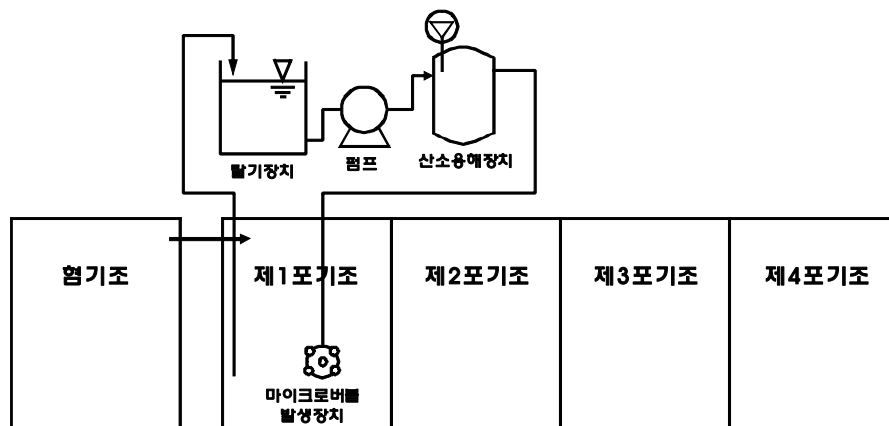 탈기장치
펌프
산소용해장치
혐기조
제1포기조
제2포기조
제3포기조
제4포기조
마이크로버블
발생장치